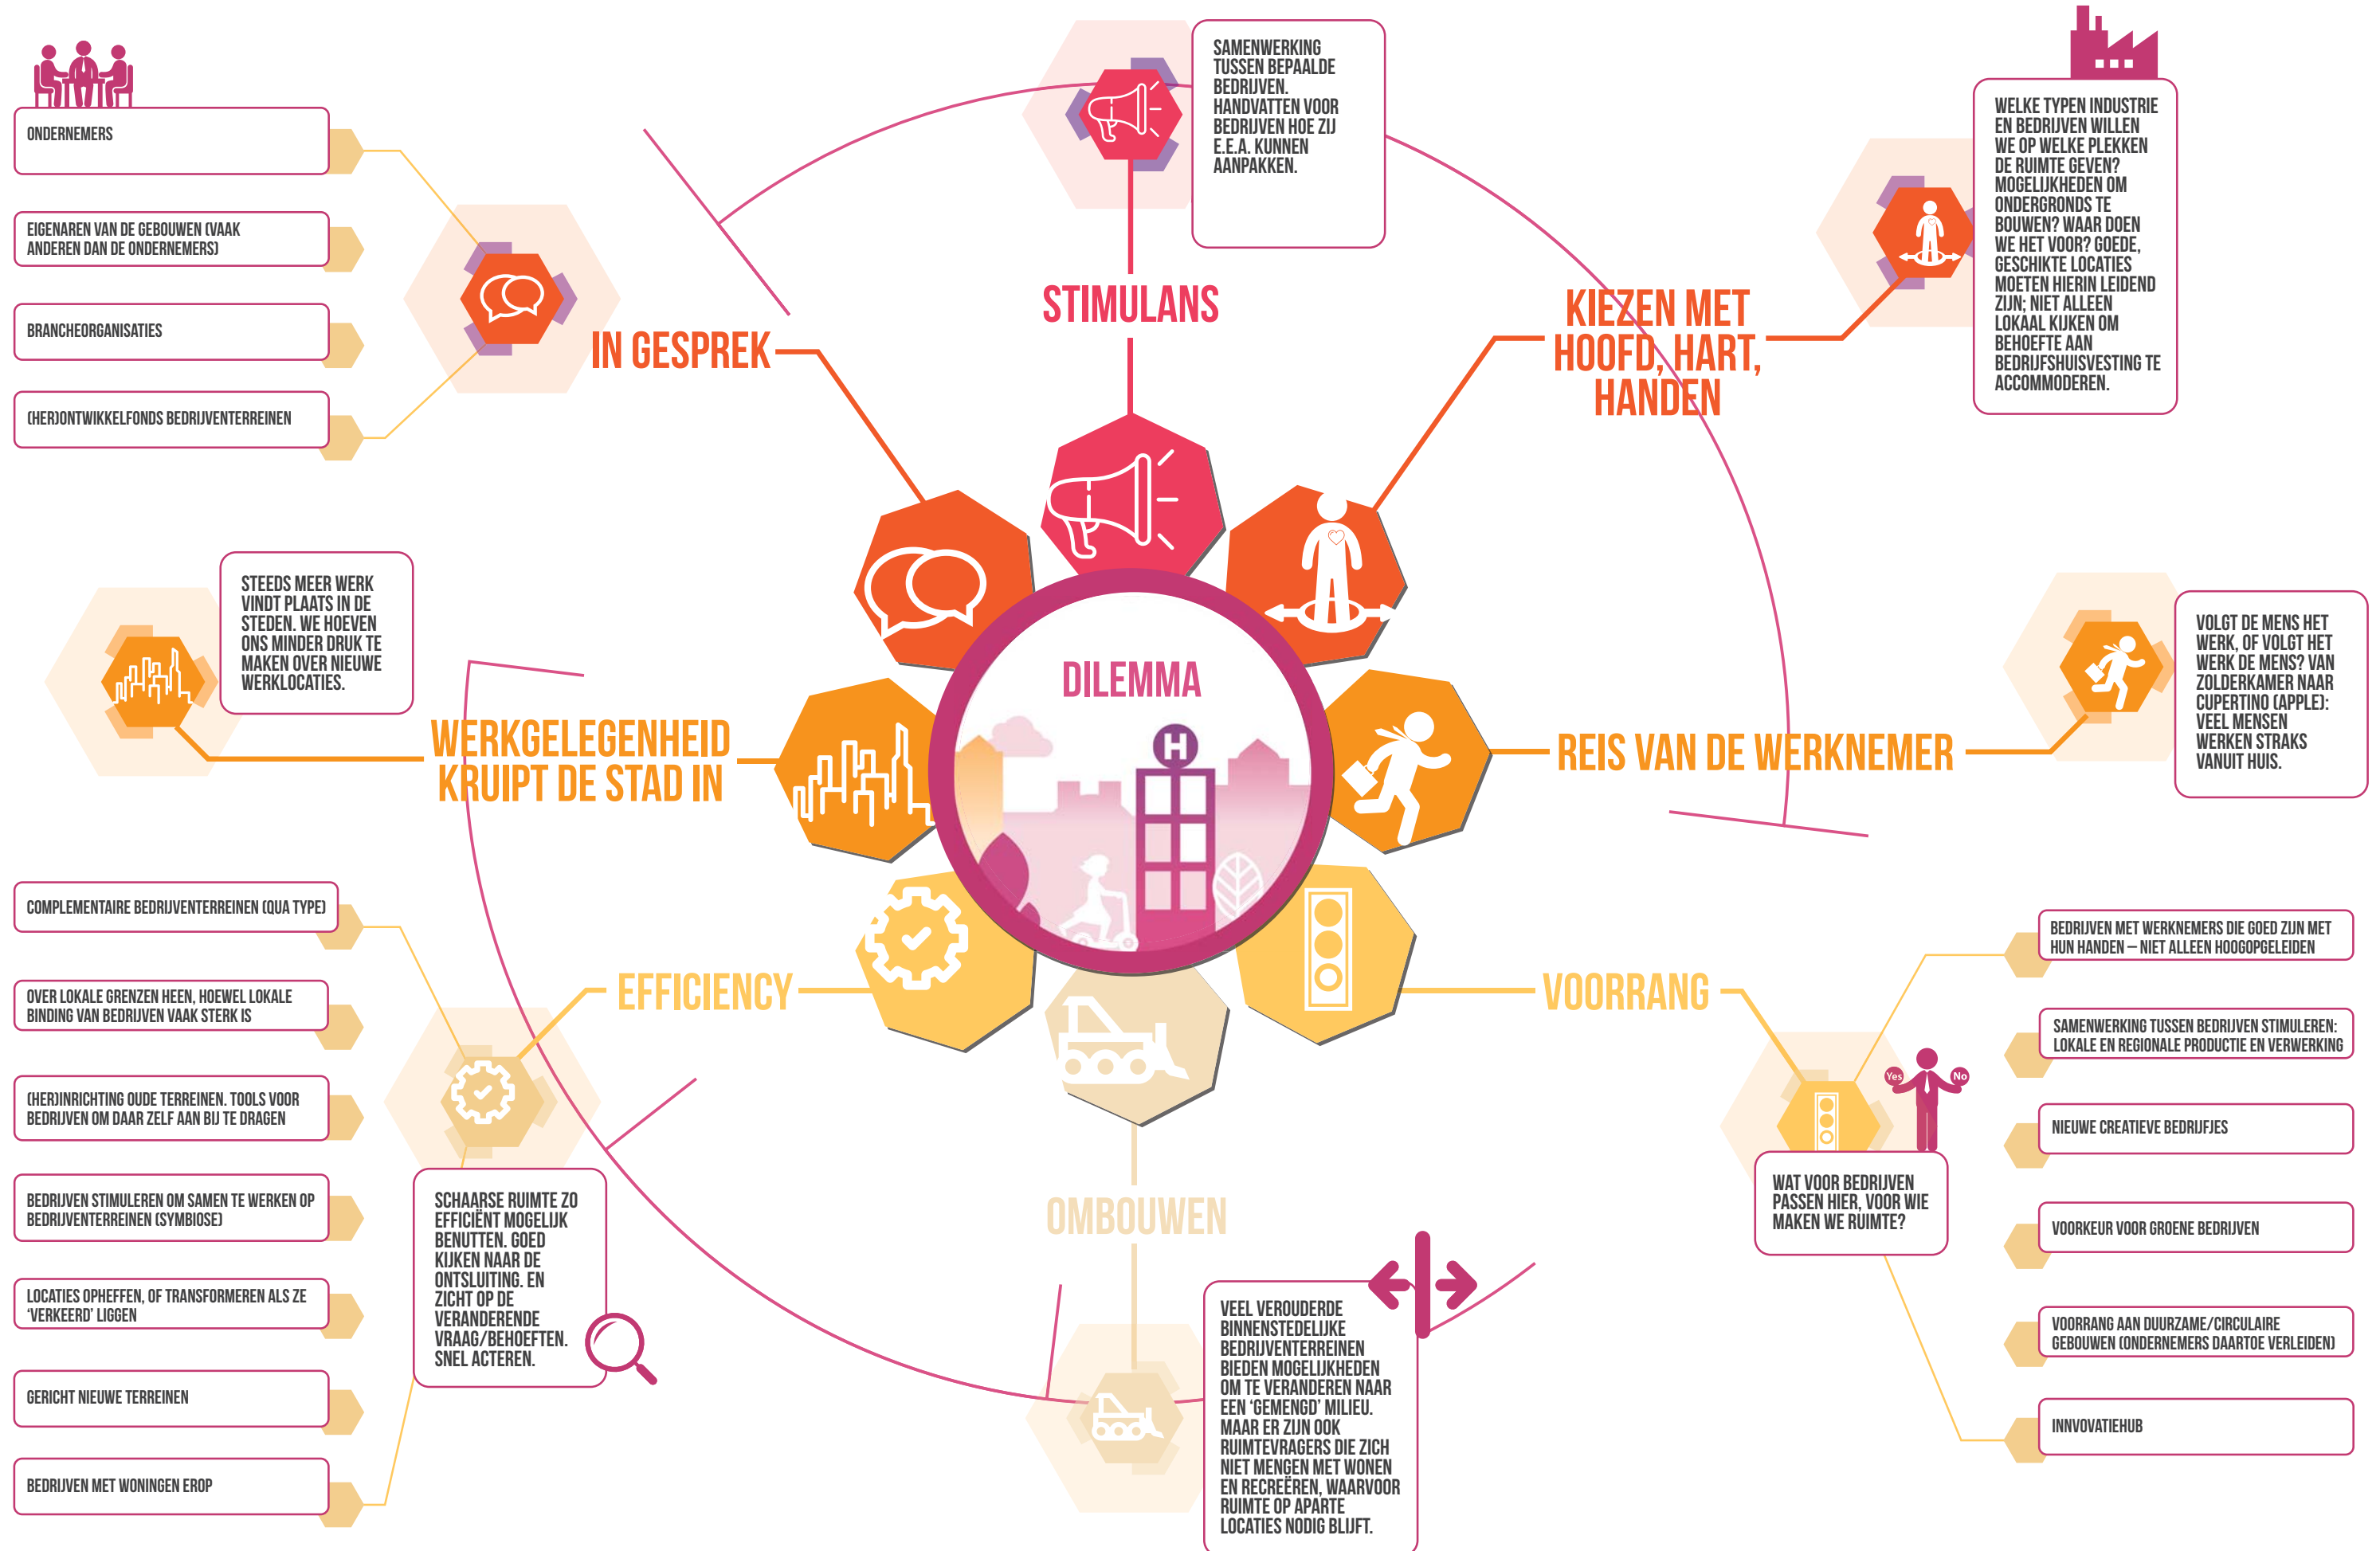 ONDERNEMERS
EIGENAREN VAN DE GEBOUWEN (VAAK
ANDEREN DAN DE ONDERNEMERS)
BRANCHEORGANISATIES
(HER)ONTWIKKELFONDS BEDRIJVENTERREINEN
IN GESPREK
SAMENWERKING
TUSSEN BEPAALDE
BEDRIJVEN.
HANDVATTEN VOOR
BEDRIJVEN HOE ZIJ
E.E.A. KUNNEN
AANPAKKEN.
STIMULANS
KIEZEN MET
HOOFD, HART,
HANDEN
WELKE TYPEN INDUSTRIE
EN BEDRIJVEN WILLEN
WE OP WELKE PLEKKEN
DE RUIMTE GEVEN?
MOGELIJKHEDEN OM
ONDERGRONDS TE
BOUWEN? WAAR DOEN
WE HET VOOR? GOEDE,
GESCHIKTE LOCATIES
MOETEN HIERIN LEIDEND
ZIJN; NIET ALLEEN
LOKAAL KIJKEN OM
BEHOEFTE AAN
BEDRIJFSHUISVESTING TE
ACCOMMODEREN.
STEEDS MEER WERK
VINDT PLAATS IN DE
STEDEN. WE HOEVEN
ONS MINDER DRUK TE
MAKEN OVER NIEUWE
WERKLOCATIES.
WERKGELEGENHEID
KRUIPT DE STAD IN
DILEMMA
H
REIS VAN DE WERKNEMER
VOLGT DE MENS HET
WERK, OF VOLGT HET
WERK DE MENS? VAN
ZOLDERKAMER NAAR
CUPERTINO (APPLE):
VEEL MENSEN
WERKEN STRAKS
VANUIT HUIS.
COMPLEMENTAIRE BEDRIJVENTERREINEN (QUA TYPE)
OVER LOKALE GRENZEN HEEN, HOEWEL LOKALE
BINDING VAN BEDRIJVEN VAAK STERK IS
(HER)INRICHTING OUDE TERREINEN. TOOLS VOOR
BEDRIJVEN OM DAAR ZELF AAN BIJ TE DRAGEN
BEDRIJVEN STIMULEREN OM SAMEN TE WERKEN OP
BEDRIJVENTERREINEN (SYMBIOSE)
LOCATIES OPHEFFEN, OF TRANSFORMEREN ALS ZE
‘VERKEERD’ LIGGEN
GERICHT NIEUWE TERREINEN
BEDRIJVEN MET WONINGEN EROP
EFFICIENCY
SCHAARSE RUIMTE ZO
EFFICIËNT MOGELIJK
BENUTTEN. GOED
KIJKEN NAAR DE
ONTSLUITING. EN
ZICHT OP DE
VERANDERENDE
VRAAG/BEHOEFTEN.
SNEL ACTEREN.
OMBOUWEN
VEEL VEROUDERDE
BINNENSTEDELIJKE
BEDRIJVENTERREINEN
BIEDEN MOGELIJKHEDEN
OM TE VERANDEREN NAAR
EEN ‘GEMENGD’ MILIEU.
MAAR ER ZIJN OOK
RUIMTEVRAGERS DIE ZICH
NIET MENGEN MET WONEN
EN RECREËREN, WAARVOOR
RUIMTE OP APARTE
LOCATIES NODIG BLIJFT.
VOORRANG
Yes
No
WAT VOOR BEDRIJVEN
PASSEN HIER, VOOR WIE
MAKEN WE RUIMTE?
BEDRIJVEN MET WERKNEMERS DIE GOED ZIJN MET
HUN HANDEN – NIET ALLEEN HOOGOPGELEIDEN
SAMENWERKING TUSSEN BEDRIJVEN STIMULEREN:
LOKALE EN REGIONALE PRODUCTIE EN VERWERKING
NIEUWE CREATIEVE BEDRIJFJES
VOORKEUR VOOR GROENE BEDRIJVEN
VOORRANG AAN DUURZAME/CIRCULAIRE
GEBOUWEN (ONDERNEMERS DAARTOE VERLEIDEN)
INNVOVATIEHUB